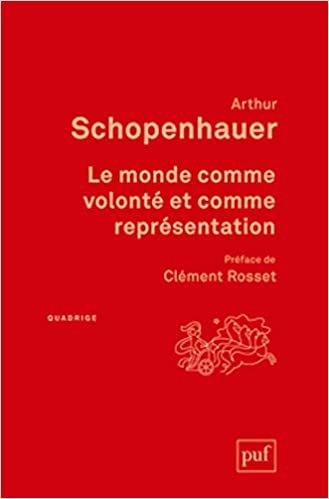 Arthur
Schopenhauer
Le monde comme
volonté et comme
représentation
Préface de
Clément Rosset
QUADRIGE
puf